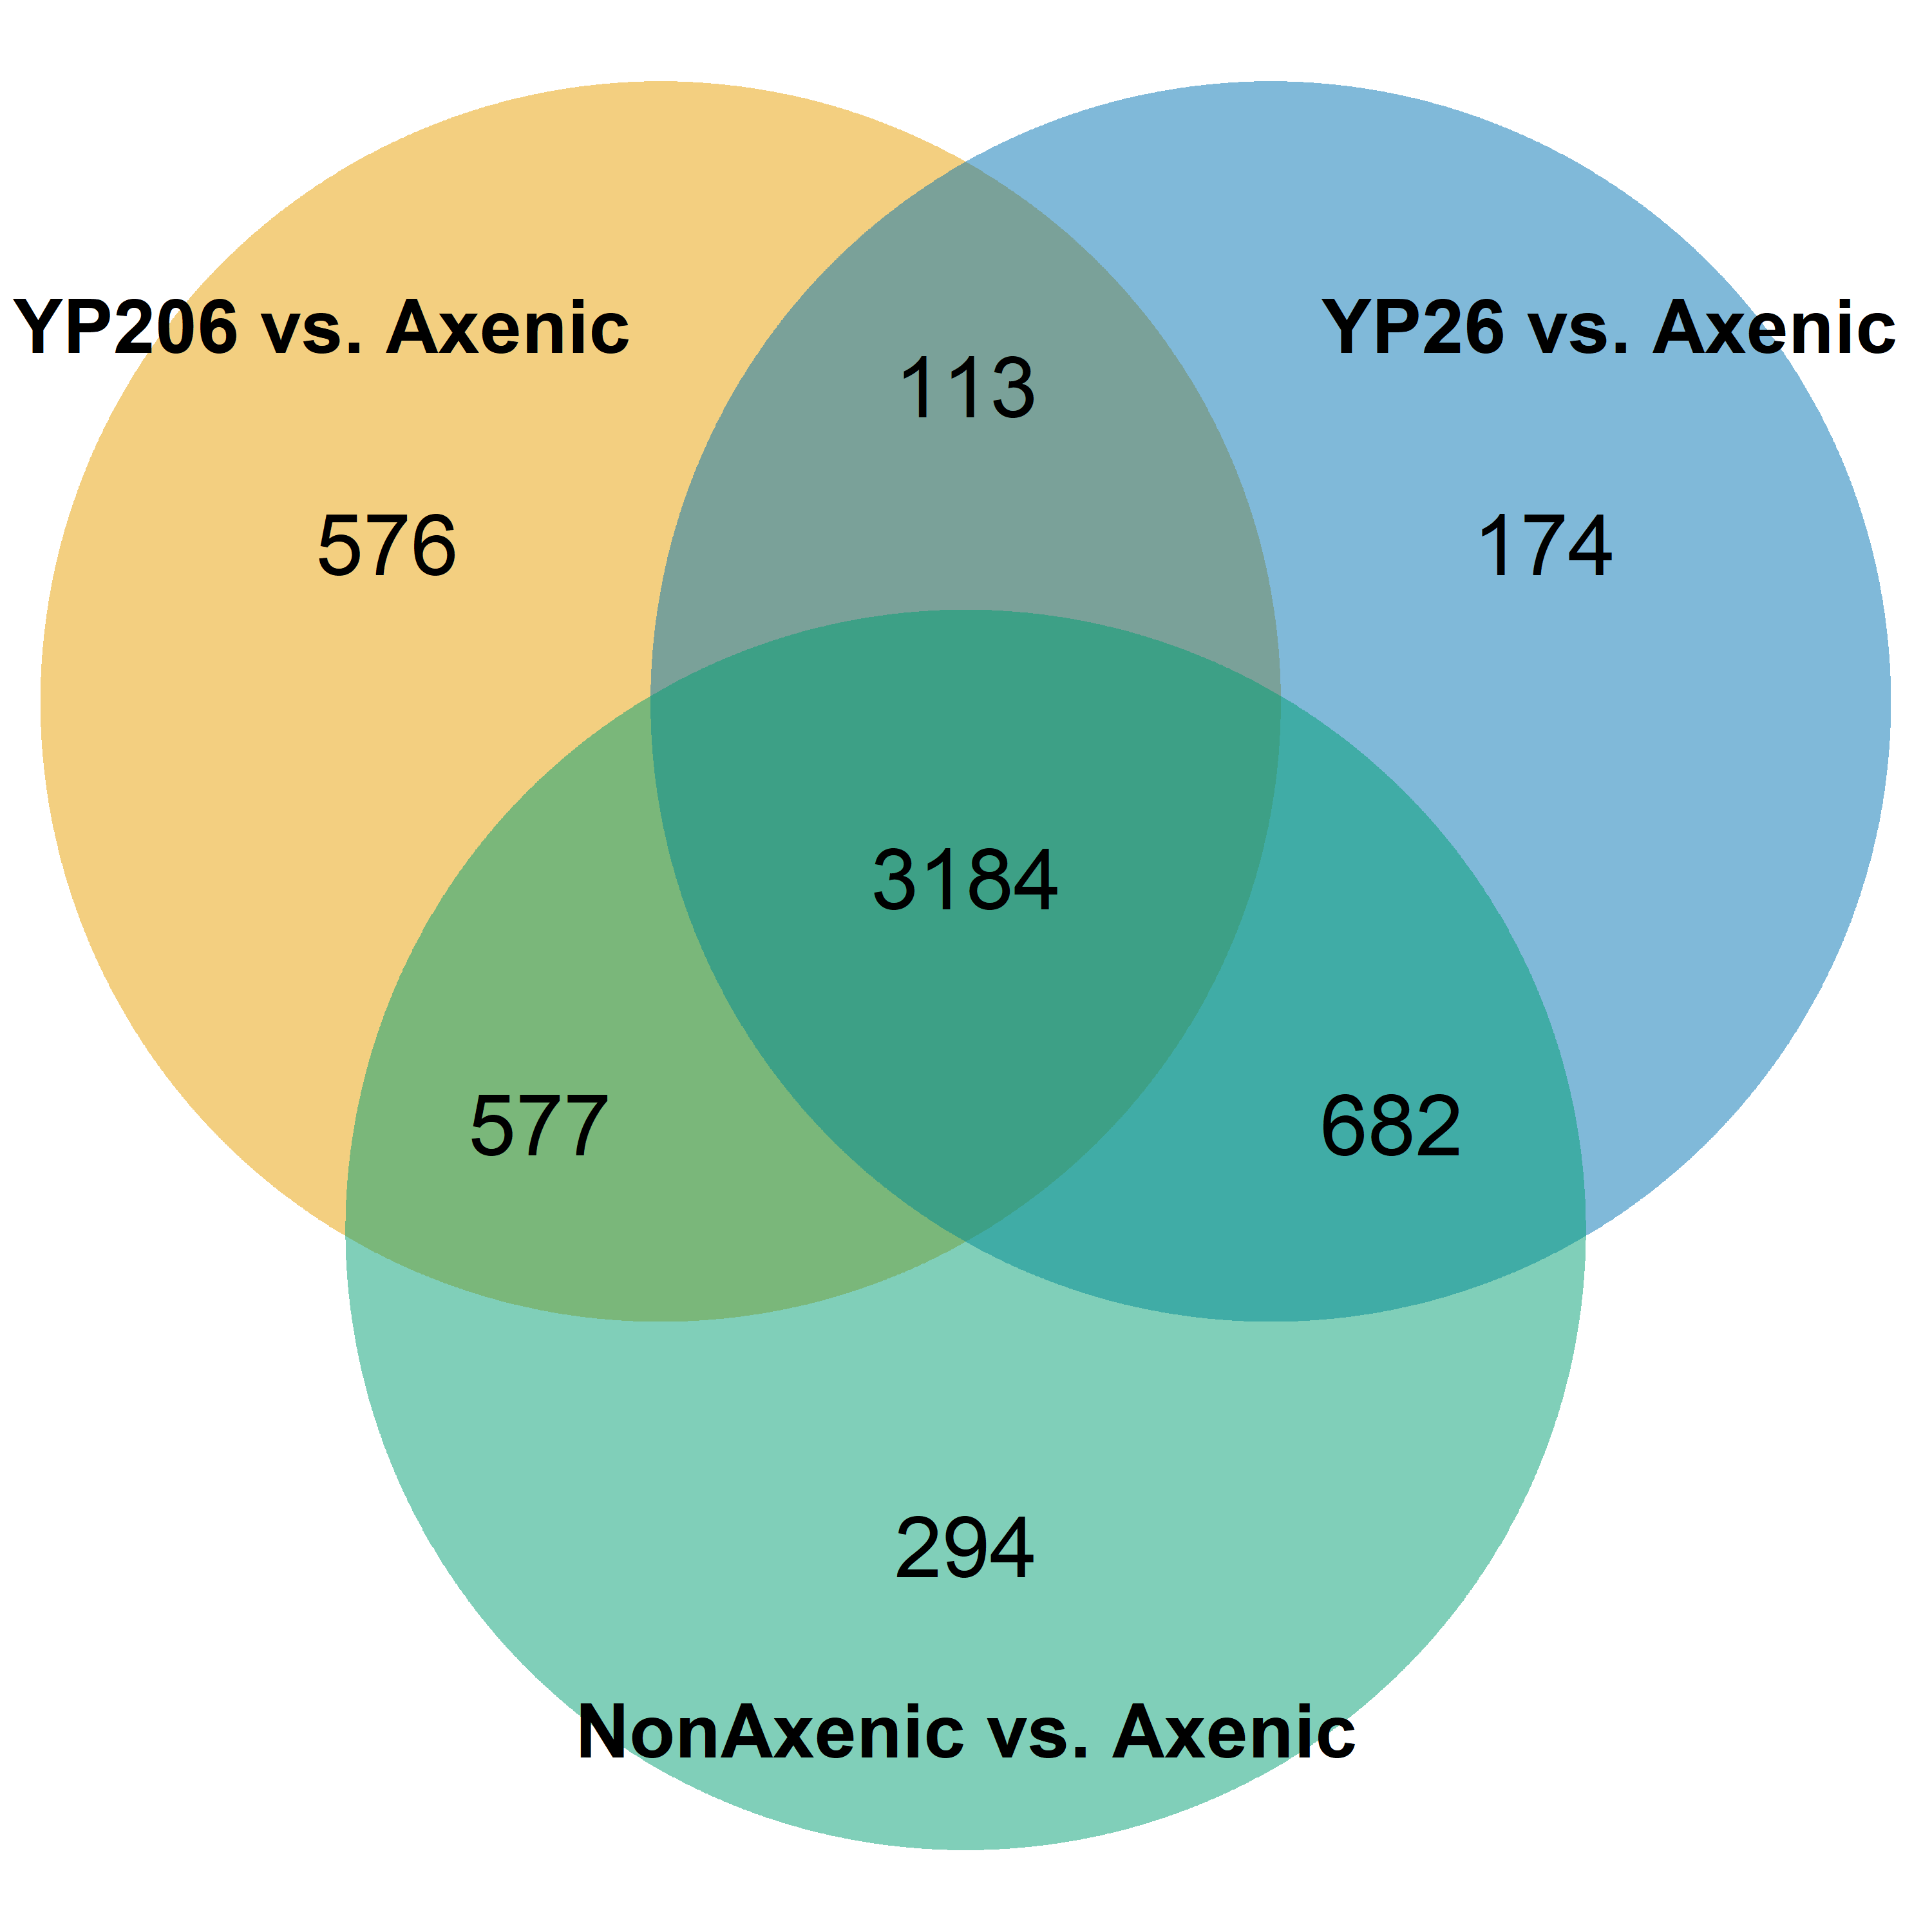 YP206 vs. Axenic
YP26 vs. Axenic
113
576
174
3184
577
682
294
NonAxenic vs. Axenic